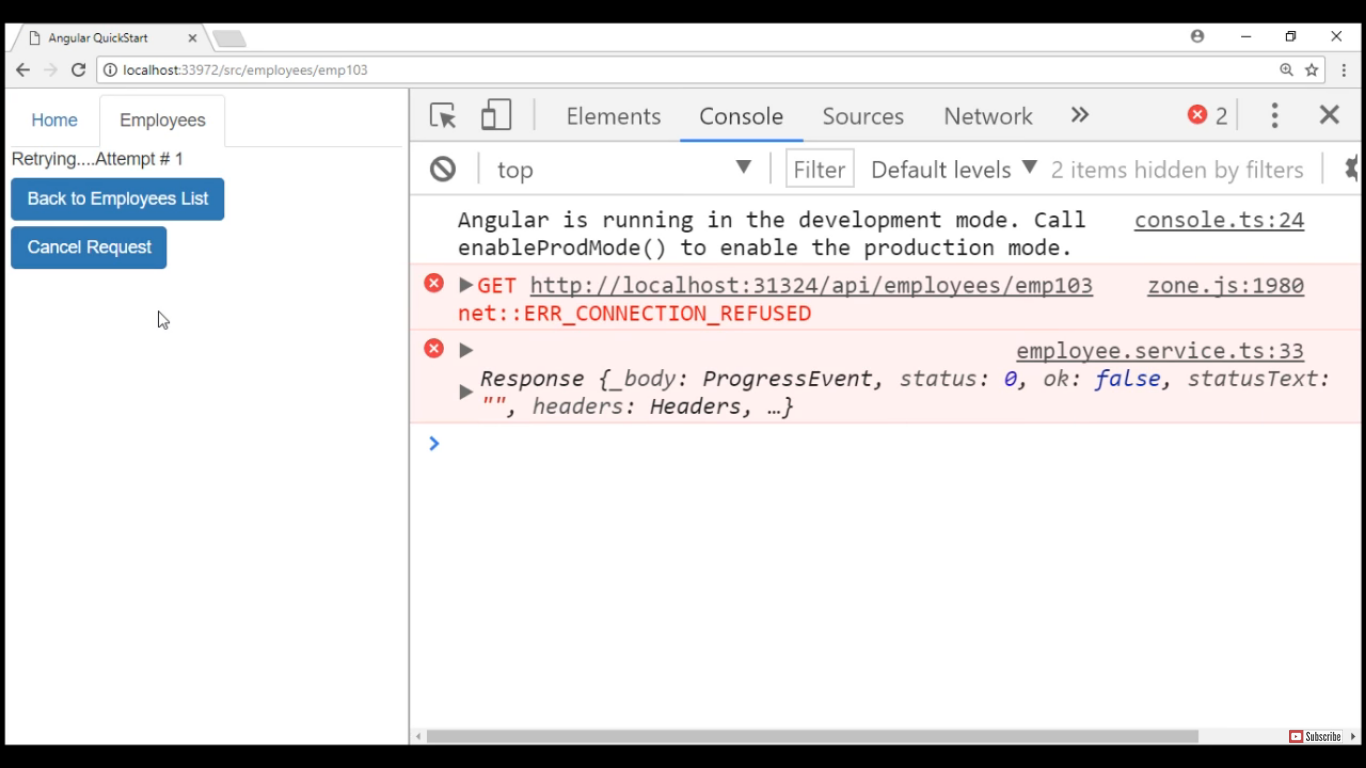 Angular QuickStart
localhost:33972/src/employees/emp103
Home
Employees
Retrying....Attempt # 1
Back to Employees List
Cancel Request
Elements
Console
Sources
Network
2
top
Filter
Default levels
2 items hidden by filters
Angular is running in the development mode. Call
console.ts:24
enableProdMode() to enable the production mode.
GET http://localhost:31324/api/employees/emp103
zone.js:1980
net::ERR_CONNECTION_REFUSED
employee.service.ts:33
Response {_body: ProgressEvent, status: 0, ok: false, statusText:
"", headers: Headers, …}
Subscribe